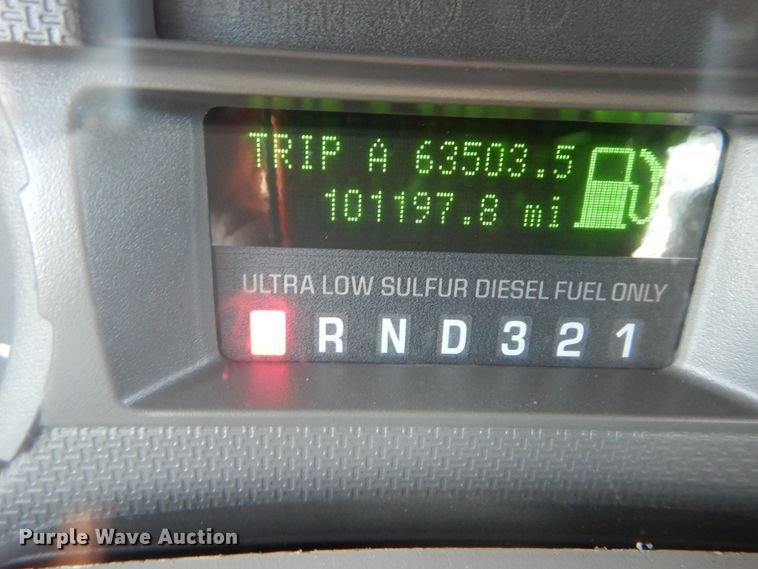 TRIP A 63503.5
101197.8 mi
ULTRA LOW SULFUR DIESEL FUEL ONLY
R N D 3 2 1
Purple Wave Auction